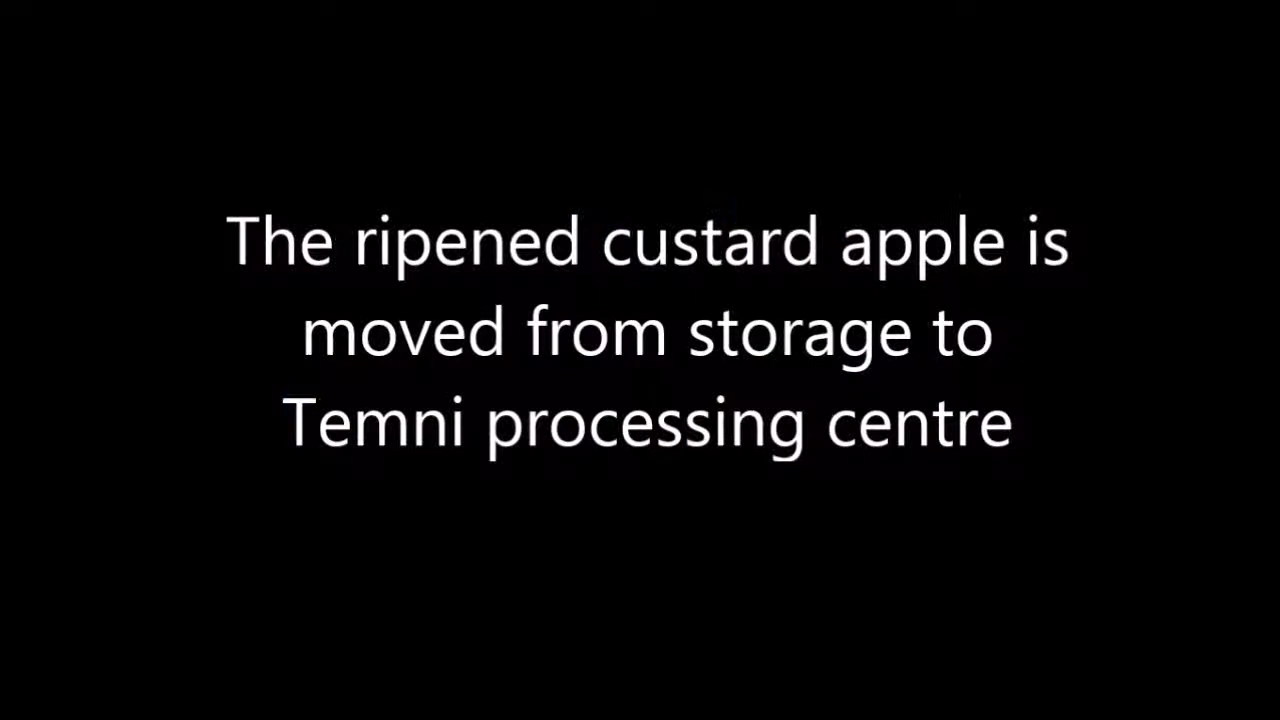 The ripened custard apple is
moved from storage to
Temni processing centre